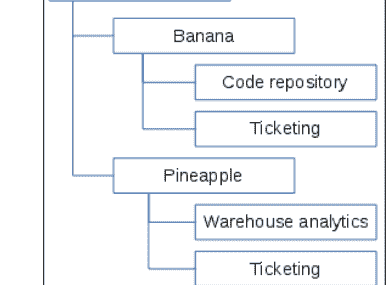 Banana
Code repository
Ticketing
Pineapple
Warehouse analytics
Ticketing